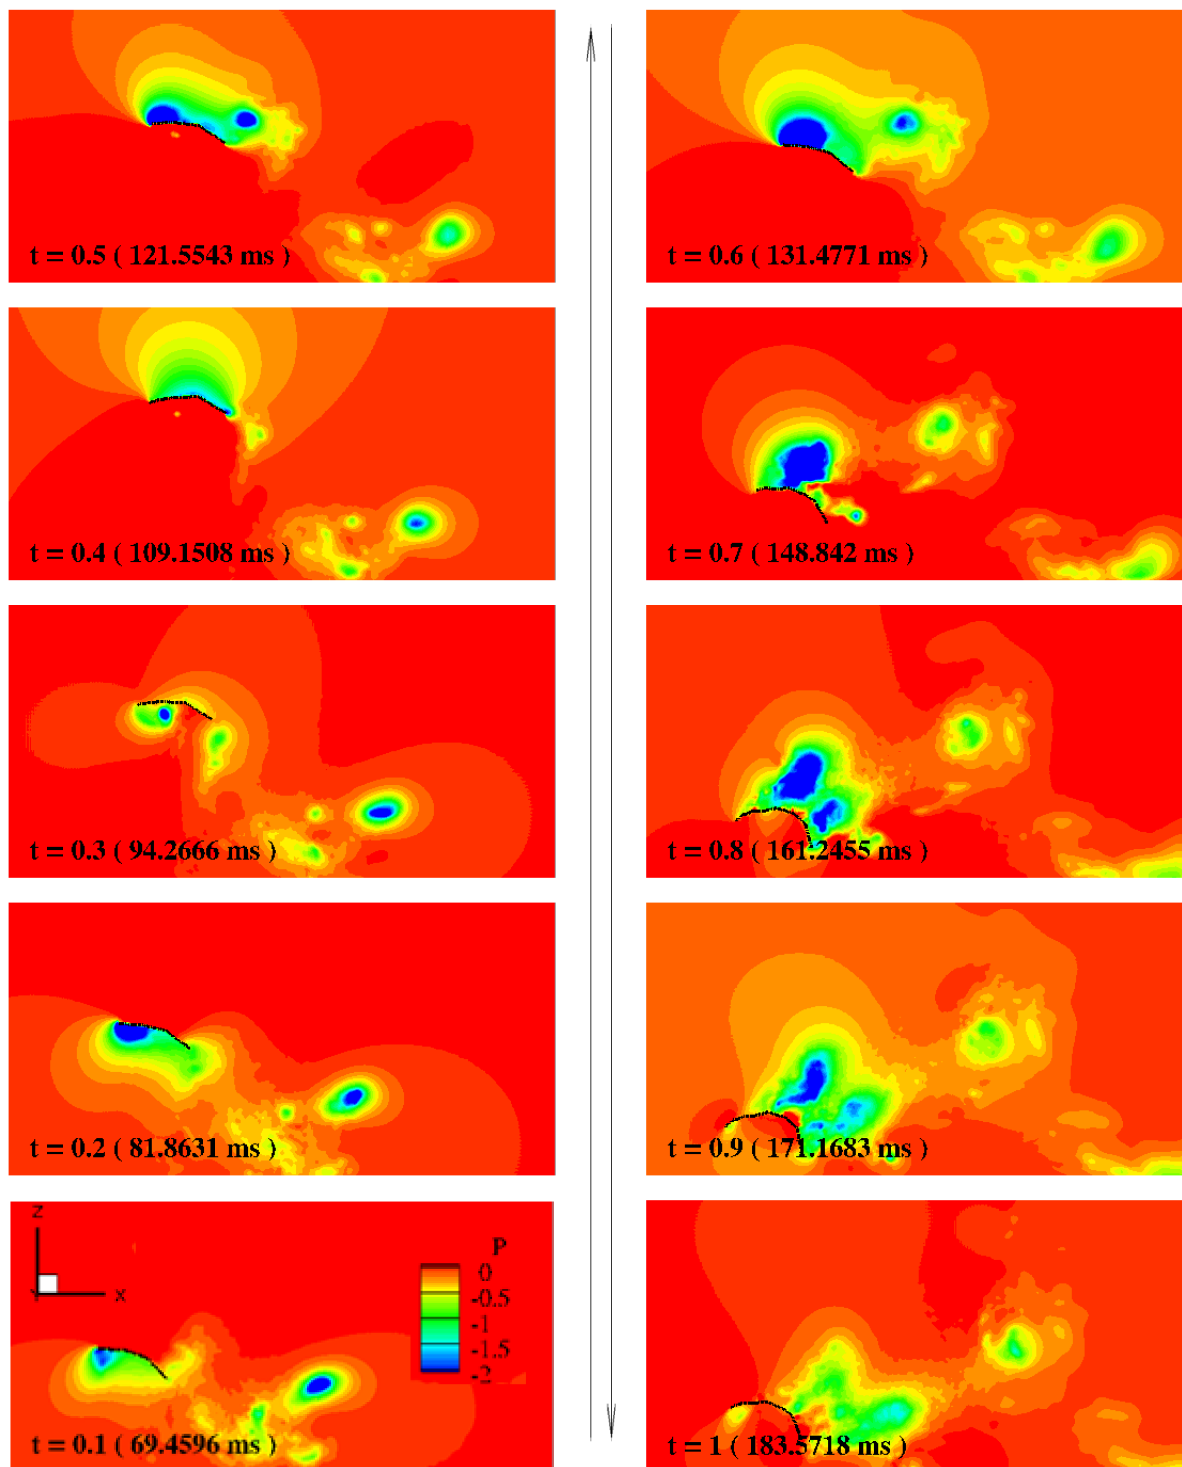 t = 0.5 ( 121.5543 ms )
t = 0.6 ( 131.4771 ms )
t = 0.4 ( 109.1508 ms )
t = 0.7 ( 148.842 ms )
t = 0.3 ( 94.2666 ms )
t = 0.8 ( 161.2455 ms )
t = 0.2 ( 81.8631 ms )
t = 0.9 ( 171.1683 ms )
Z
Y
X
P
0
-0.5
-1
-1.5
-2
t = 0.1 ( 69.4596 ms )
t = 1 ( 183.5718 ms )